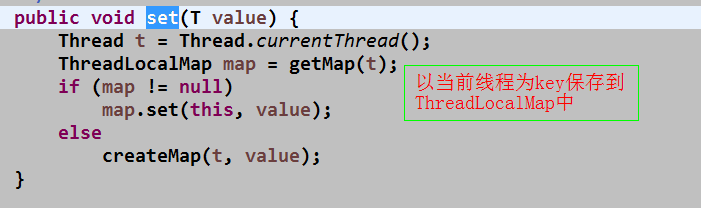 public void set(T value) {
Thread t = Thread.currentThread();
ThreadLocalMap map = getMap(t);
if (map != null)
map.set(this, value);
else
createMap(t, value);
}
以当前线程为key保存到
ThreadLocalMap中